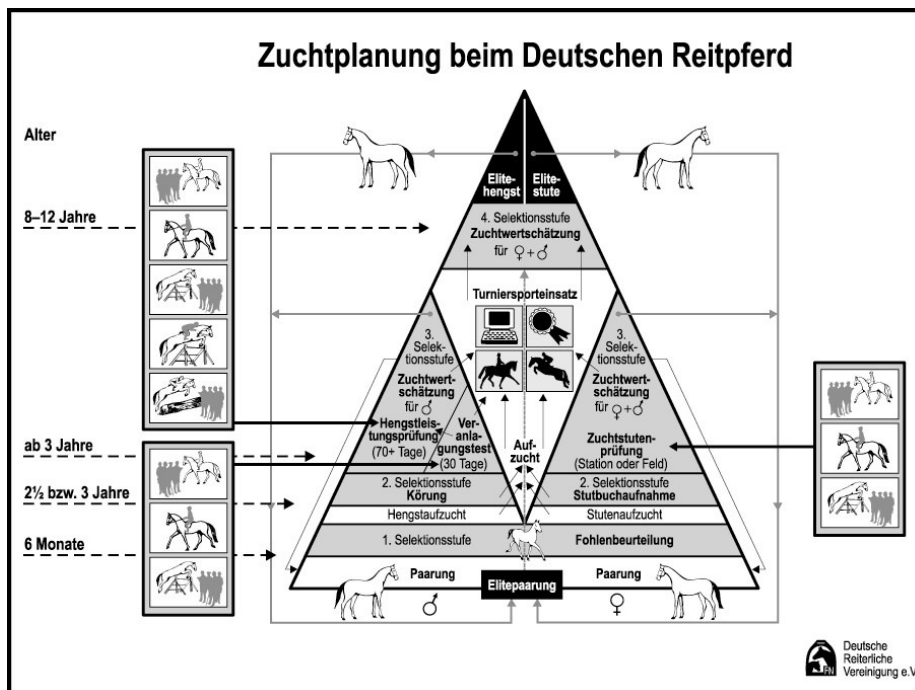 Zuchtplanung beim Deutschen Reitpferd
Alter
8–12 Jahre
ab 3 Jahre
2½ bzw. 3 Jahre
6 Monate
Elite-
hengst
Elite-
stute
4. Selektionsstufe
Zuchtwertschätzung
für ♀+♂
Turniersporteinsatz
3.
Selek-
tionsstufe
Zuchtwert-
schätzung
für ♂
Hengstleis-
tungsprüfung
(70+ Tage)
Ver-
anlagungstest
(30 Tage)
Auf-
zucht
3.
Selek-
tionsstufe
Zuchtwert-
schätzung
für ♀+♂
Zuchtstuten-
prüfung
(Station oder Feld)
2. Selektionsstufe
Körung
2. Selektionsstufe
Stutbuchaufnahme
Hengstaufzucht
Stutenaufzucht
1. Selektionsstufe
Fohlenbeurteilung
Paarung
♂
Elitepaarung
Paarung
♀
FN
Deutsche
Reiterliche
Vereinigung e.V.